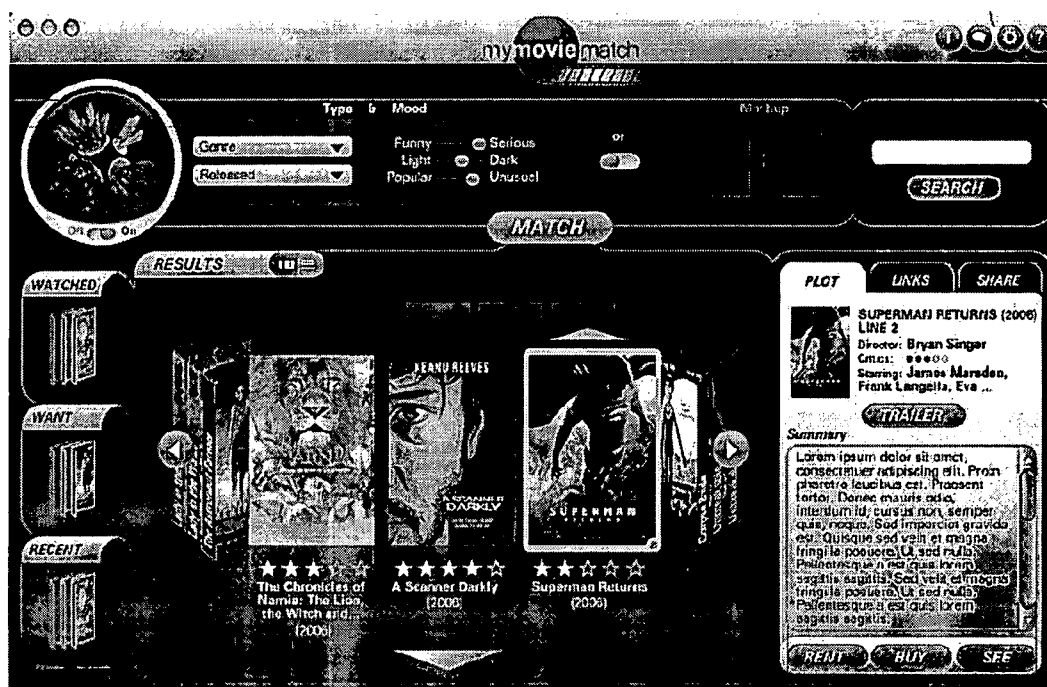 mymoviematch
Type & Mood
Mashup
Genre
Released
Funny Serious
Light Dark
Popular Unusual
or
SEARCH
Off On
MATCH
RESULTS
WATCHED
WANT
RECENT
KEANU REEVES
A SCANNER
DARKLY
SUPERMAN
RETURNS
The Chronicles of
Narnia: The Lion,
the Witch and...
(2006)
A Scanner Darkly
(2006)
Superman Returns
(2006)
PLOT
LINKS
SHARE
SUPERMAN RETURNS (2006)
LINE 2
Director: Bryan Singer
Critics:
Starring: James Marsden,
Frank Langella, Eva ...
TRAILER
Summary
Lorem ipsum dolor sit amet,
consectetuer adipiscing elit. Proin
pharetra faucibus est. Praesent
tortor. Donec mauris odio,
interdum id, cursus non, semper
quis, neque. Sed imperdiet gravida
est. Quisque sed velit et magna
fringilla posuere. Ut sed nulla.
Pellentesque a est quis lorem
sagittis sagittis. Sed velit et magna
fringilla posuere. Ut sed nulla.
Pellentesque a est quis lorem
sagittis sagittis.
RENT
BUY
SEE